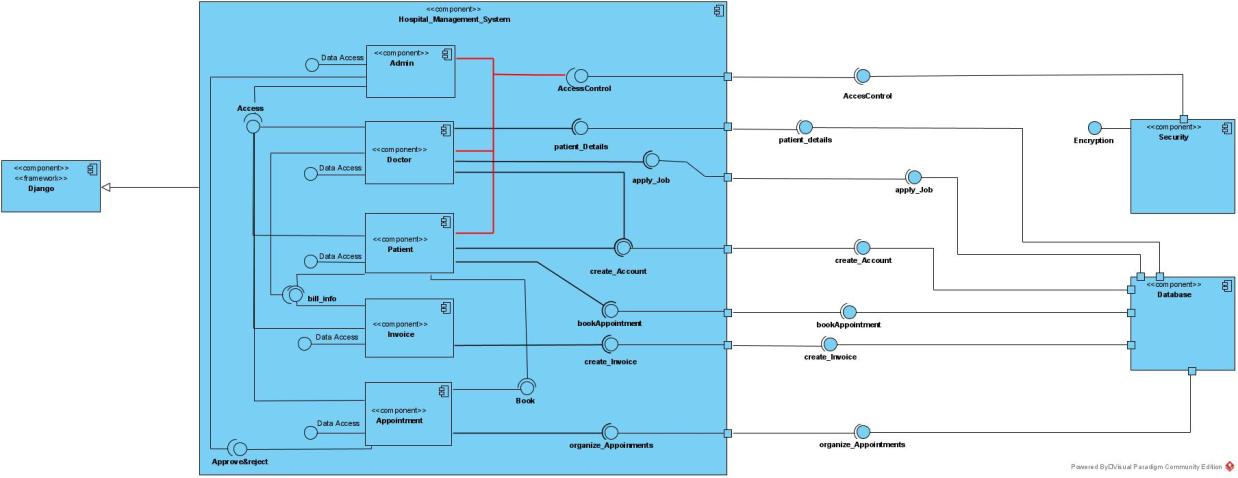 <<component>>
Hospital_Management_System
<<component>>
Admin
Data Access
AccessControl
AccesControl
Access
<<component>>
Doctor
Data Access
patient_Details
patient_details
Encryption
<<component>>
Security
apply_Job
apply_Job
<<component>>
<<framework>>
Django
<<component>>
Patient
Data Access
create_Account
create_Account
bill_info
<<component>>
Database
<<component>>
Invoice
Data Access
bookAppointment
bookAppointment
create_Invoice
create_Invoice
Book
<<component>>
Appointment
Data Access
organize_Appoinments
organize_Appointments
Approve&reject
Powered By Visual Paradigm Community Edition